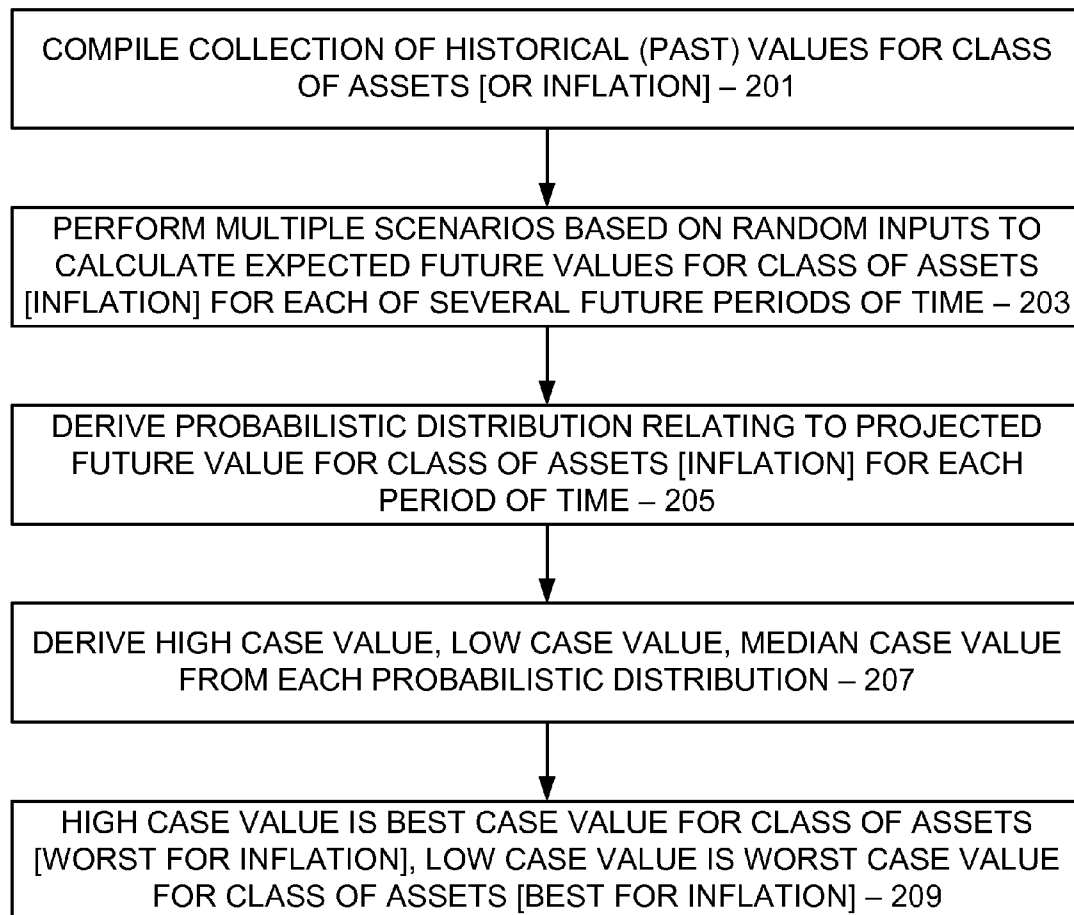 COMPILE COLLECTION OF HISTORICAL (PAST) VALUES FOR CLASS
OF ASSETS [OR INFLATION] – 201
PERFORM MULTIPLE SCENARIOS BASED ON RANDOM INPUTS TO
CALCULATE EXPECTED FUTURE VALUES FOR CLASS OF ASSETS
[INFLATION] FOR EACH OF SEVERAL FUTURE PERIODS OF TIME – 203
DERIVE PROBABILISTIC DISTRIBUTION RELATING TO PROJECTED
FUTURE VALUE FOR CLASS OF ASSETS [INFLATION] FOR EACH
PERIOD OF TIME – 205
DERIVE HIGH CASE VALUE, LOW CASE VALUE, MEDIAN CASE VALUE
FROM EACH PROBABILISTIC DISTRIBUTION – 207
HIGH CASE VALUE IS BEST CASE VALUE FOR CLASS OF ASSETS
[WORST FOR INFLATION], LOW CASE VALUE IS WORST CASE VALUE
FOR CLASS OF ASSETS [BEST FOR INFLATION] – 209